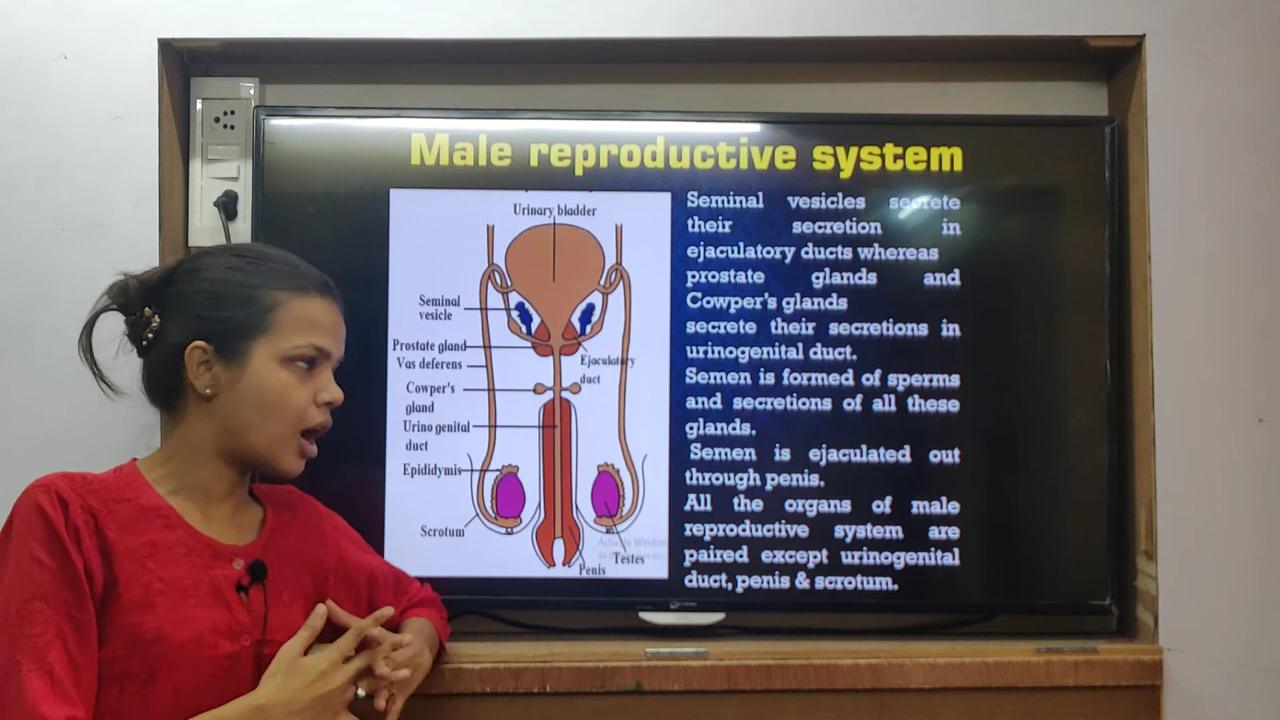 Male reproductive system
Urinary bladder
Seminal
vesicle
Prostate gland
Vas deferens
Ejaculatory
duct
Cowper's
gland
Urino genital
duct
Epididymis
Scrotum
Testes
Penis
Activate Windows
Seminal vesicles secrete
their secretion in
ejaculatory ducts whereas
prostate glands and
Cowper's glands
secrete their secretions in
urinogenital duct.
Semen is formed of sperms
and secretions of all these
glands.
Semen is ejaculated out
through penis.
All the organs of male
reproductive system are
paired except urinogenital
duct, penis & scrotum.